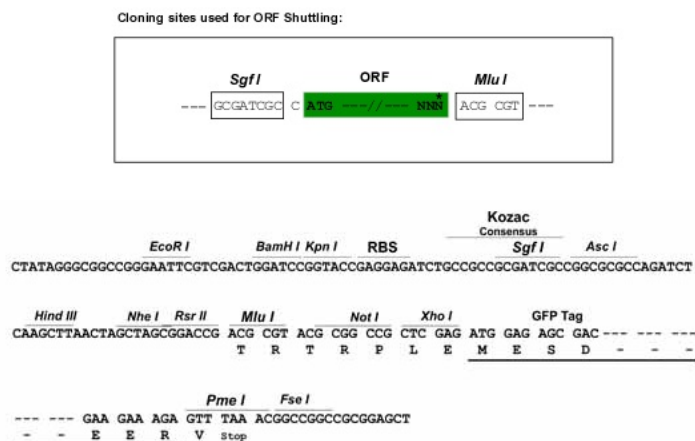 Cloning sites used for ORF Shuttling:
Sgf I ORF Mlu I
--- GCGATCGC C ATG ---//--- NNN* ACG CGT ---
Kozac
Consensus
EcoR I BamH I Kpn I RBS Sgf I Asc I
CTATAGGGCGGCCGGGAATTCGTCGACTGGATCCGGTACCGAGGAGATCTGCCGCCGCGATCGCCGGCGCGCCAGATCT
Hind III Nhe I Rsr II Mlu I Not I Xho I GFP Tag
CAAGCTTAACTAGCTAGCGGACCG ACG CGT ACG CGG CCG CTC GAG ATG GAG AGC GAC--- ------
T R T R P L E M E S D - - -
Pme I Fse I
--- --- GAA GAA AGA GTT TAA ACGGCCGGCCGCGGAGCT
- - E E R V Stop